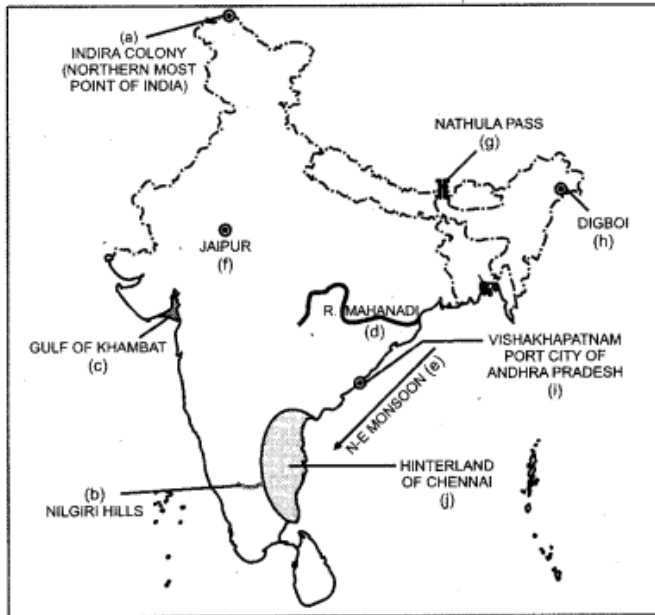 (a)
INDIRA COLONY
(NORTHERN MOST
POINT OF INDIA)
NATHULA PASS
(g)
DIGBOI
(h)
JAIPUR
(f)
R. MAHANADI
(d)
GULF OF KHAMBAT
(c)
VISHAKHAPATNAM
PORT CITY OF
ANDHRA PRADESH
(i)
N-E MONSOON (e)
HINTERLAND
OF CHENNAI
(j)
(b)
NILGIRI HILLS